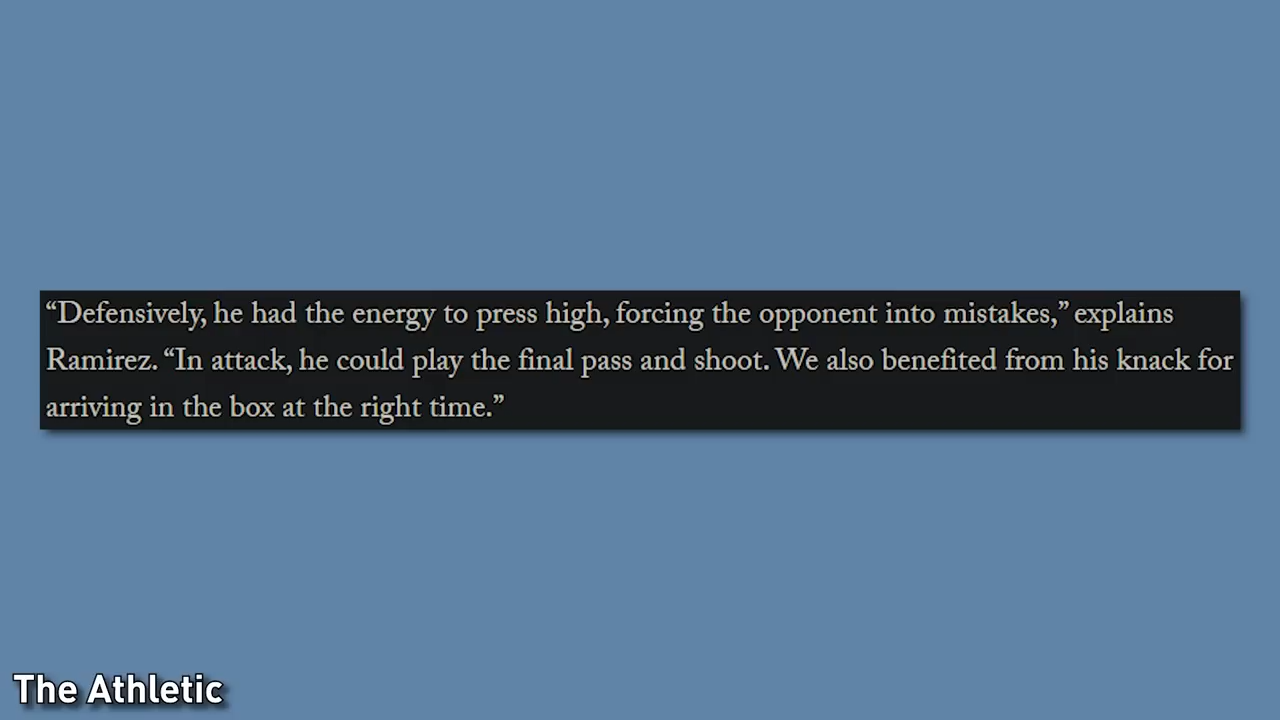 “Defensively, he had the energy to press high, forcing the opponent into mistakes,” explains
Ramirez. “In attack, he could play the final pass and shoot. We also benefited from his knack for
arriving in the box at the right time.”
The Athletic